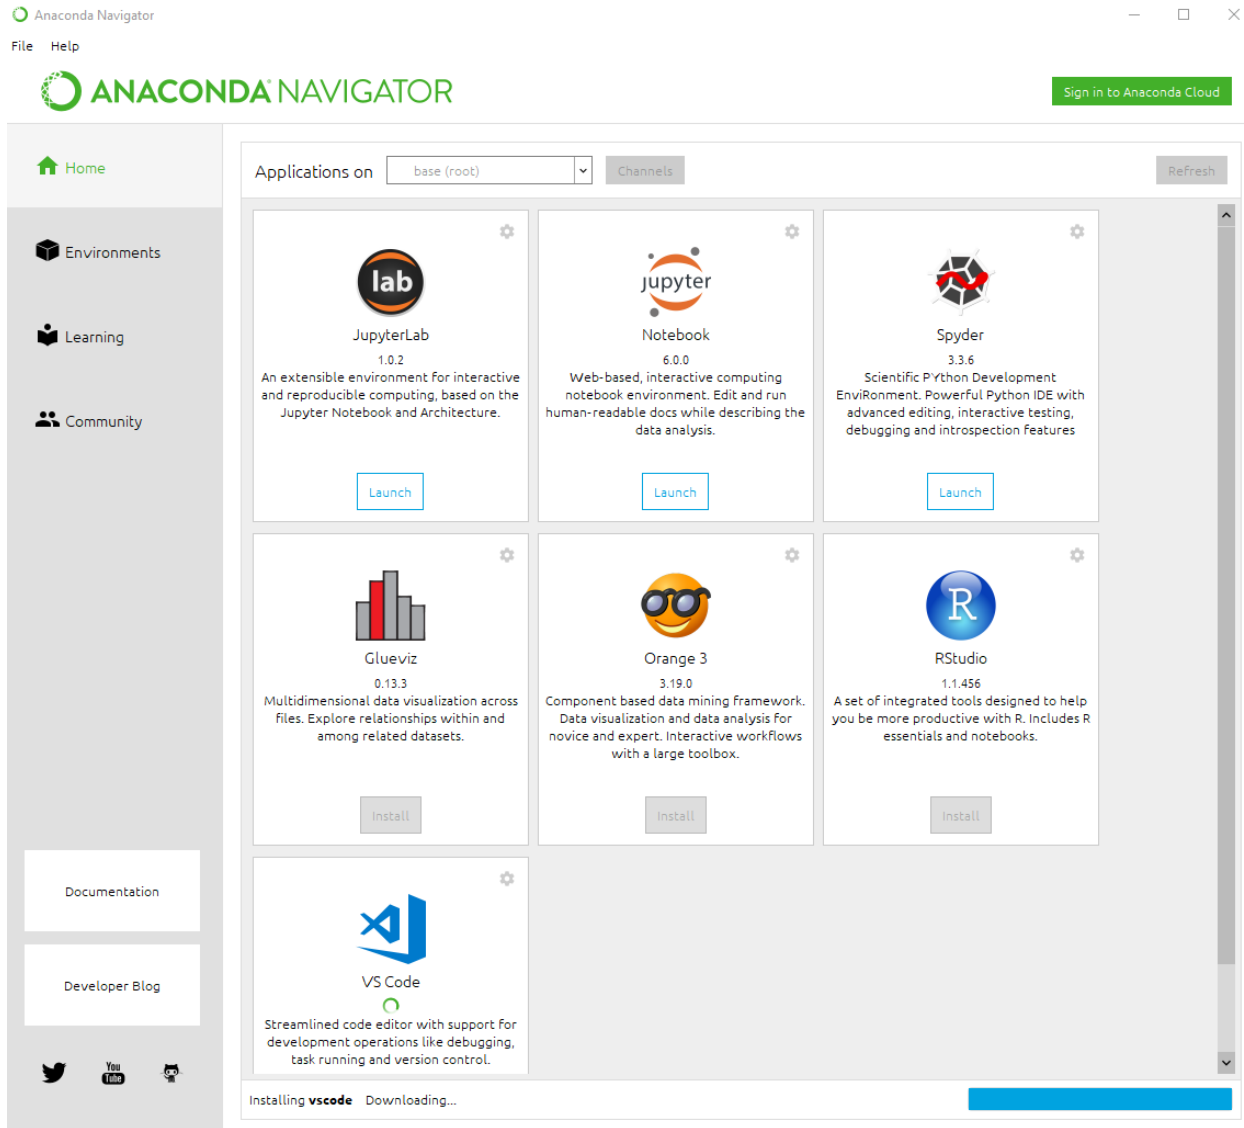 Anaconda Navigator
File Help
ANACONDA NAVIGATOR
Sign in to Anaconda Cloud
Home
Environments
Learning
Community
Documentation
Developer Blog
You
Tube
Applications on base (root) Channels Refresh
lab
JupyterLab
1.0.2
An extensible environment for interactive
and reproducible computing, based on the
Jupyter Notebook and Architecture.
Launch
jupyter
Notebook
6.0.0
Web-based, interactive computing
notebook environment. Edit and run
human-readable docs while describing the
data analysis.
Launch
Spyder
3.3.6
Scientific PYthon Development
EnviRonment. Powerful Python IDE with
advanced editing, interactive testing,
debugging and introspection features
Launch
Glueviz
0.13.3
Multidimensional data visualization across
files. Explore relationships within and
among related datasets.
Install
Orange 3
3.19.0
Component based data mining framework.
Data visualization and data analysis for
novice and expert. Interactive workflows
with a large toolbox.
Install
R
RStudio
1.1.456
A set of integrated tools designed to help
you be more productive with R. Includes R
essentials and notebooks.
Install
VS Code
Streamlined code editor with support for
development operations like debugging,
task running and version control.
Installing vscode Downloading...